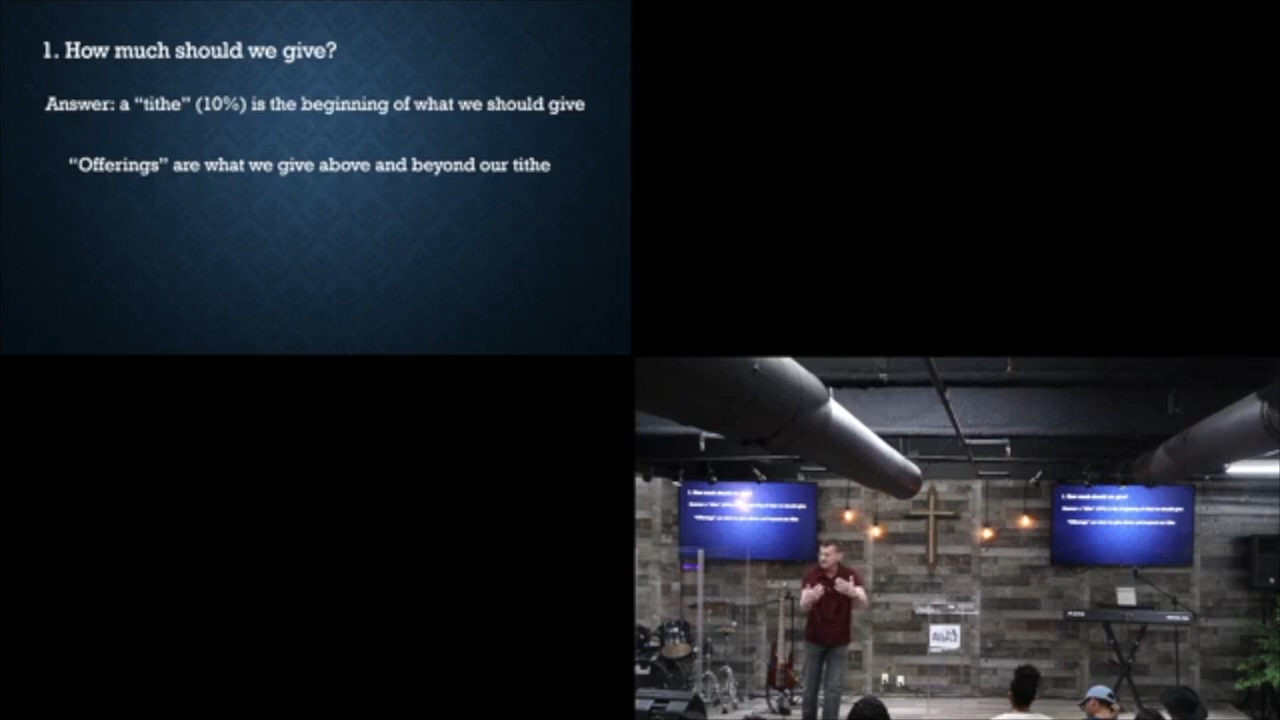 1. How much should we give?
Answer: a “tithe” (10%) is the beginning of what we should give
“Offerings” are what we give above and beyond our tithe